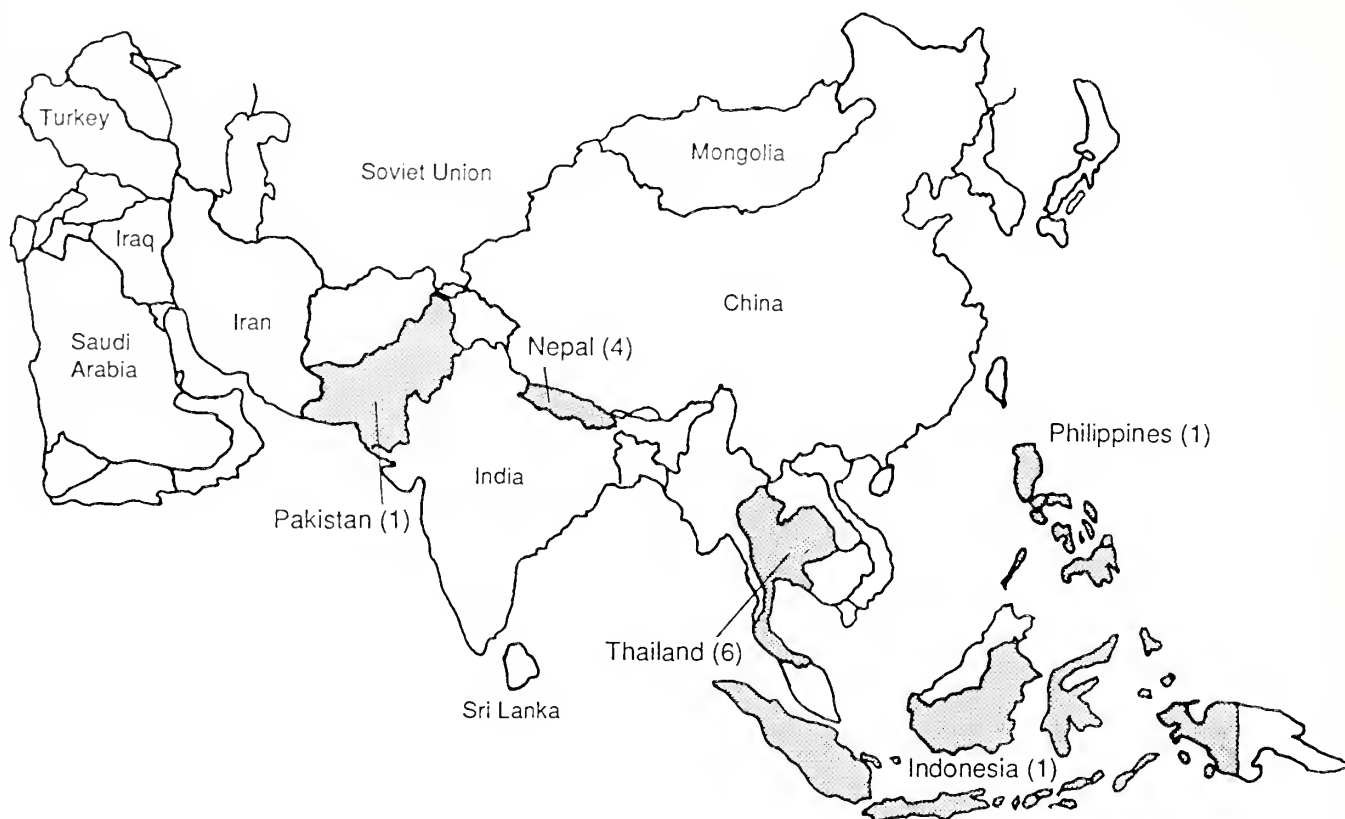 Turkey
Soviet Union
Mongolia
Iraq
Iran
China
Saudi
Arabia
Nepal (4)
Philippines (1)
India
Pakistan (1)
Thailand (6)
Sri Lanka
Indonesia (1)